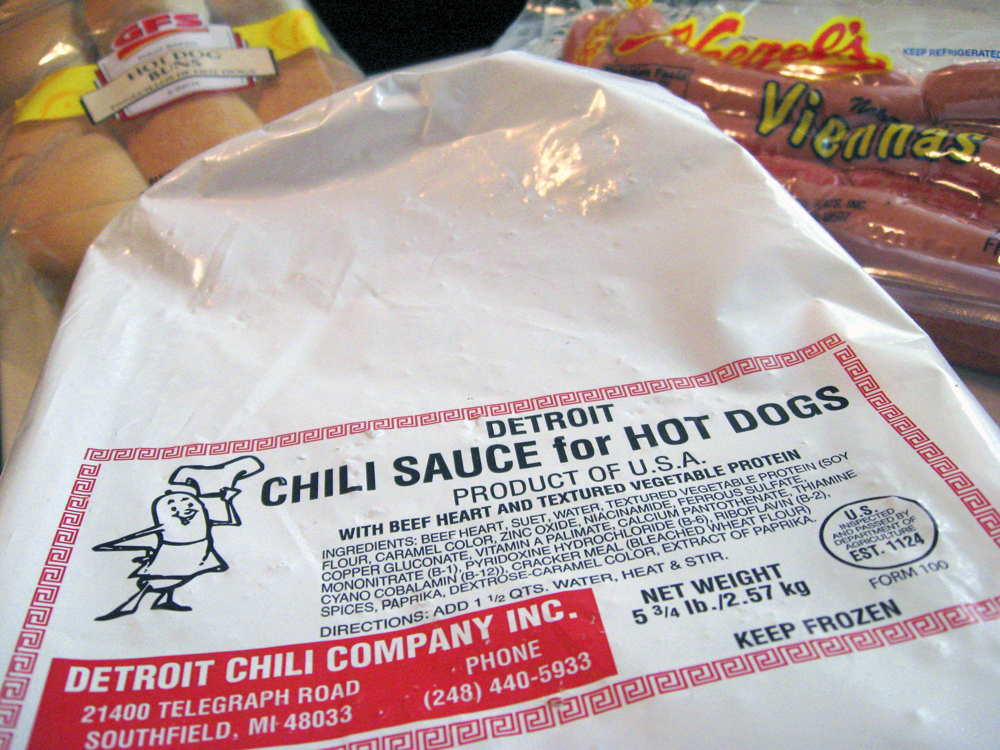 GFS
HOT DOG
BUNS
Koegel's
KEEP REFRIGERATED
Viennas
DETROIT
CHILI SAUCE for HOT DOGS
PRODUCT OF U.S.A.
WITH BEEF HEART AND TEXTURED VEGETABLE PROTEIN
INGREDIENTS: BEEF HEART, SUET, WATER, TEXTURED VEGETABLE PROTEIN (SOY
FLOUR, CARAMEL COLOR, ZINC OXIDE, NIACINAMIDE, FERROUS SULFATE,
COPPER GLUCONATE, VITAMIN A PALIMATE, CALCIUM PANTOTHENATE, THIAMINE
MONONITRATE (B-1), PYRIDOXINE HYDROCHLORIDE (B-6), RIBOFLAVIN (B-2),
CYANO COBALAMIN (B-12)), CRACKER MEAL (BLEACHED WHEAT FLOUR)
SPICES, PAPRIKA, DEXTROSE-CARAMEL COLOR, EXTRACT OF PAPRIKA.
DIRECTIONS: ADD 1 1/2 QTS. WATER, HEAT & STIR.
U.S.
INSPECTED
AND PASSED BY
DEPARTMENT OF
AGRICULTURE
EST. 1124
FORM 100
NET WEIGHT
5 3/4 lb./2.57 kg
KEEP FROZEN
DETROIT CHILI COMPANY INC.
21400 TELEGRAPH ROAD
SOUTHFIELD, MI 48033
PHONE
(248) 440-5933